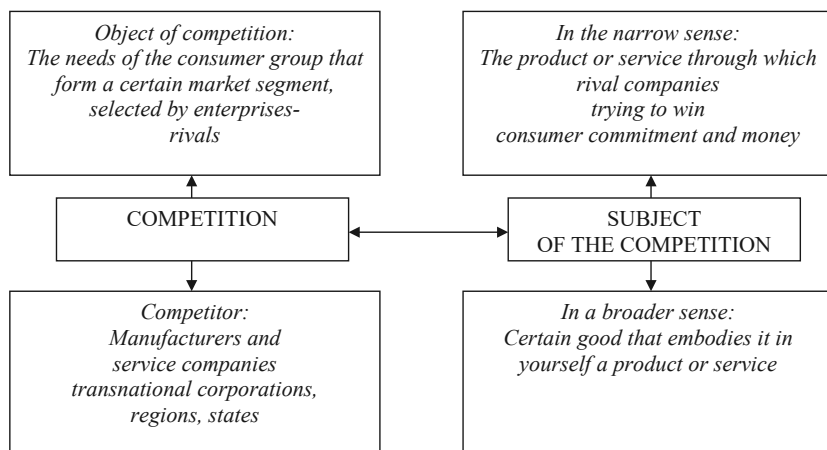 Object of competition:
The needs of the consumer group that
form a certain market segment,
selected by enterprises-
rivals
In the narrow sense:
The product or service through which
rival companies
trying to win
consumer commitment and money
COMPETITION
SUBJECT
OF THE COMPETITION
Competitor:
Manufacturers and
service companies
transnational corporations,
regions, states
In a broader sense:
Certain good that embodies it in
yourself a product or service